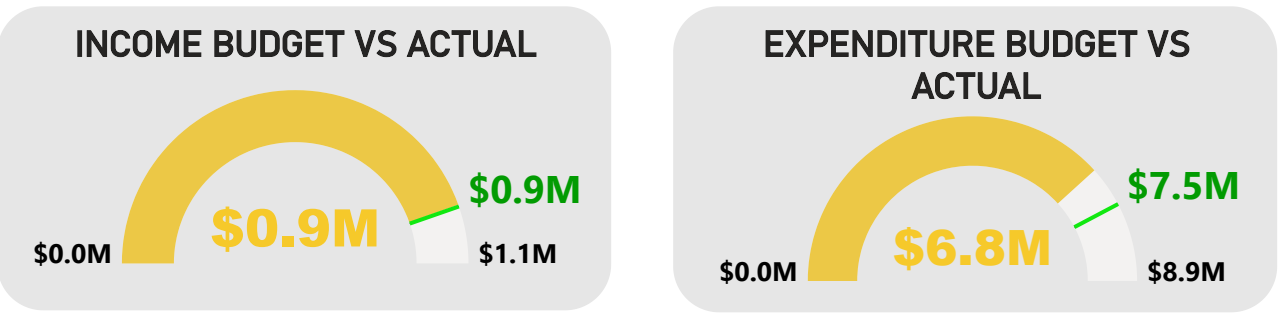 INCOME BUDGET VS ACTUAL
$0.9M
$0.9M
$0.0M
$1.1M
EXPENDITURE BUDGET VS
ACTUAL
$7.5M
$6.8M
$0.0M
$8.9M